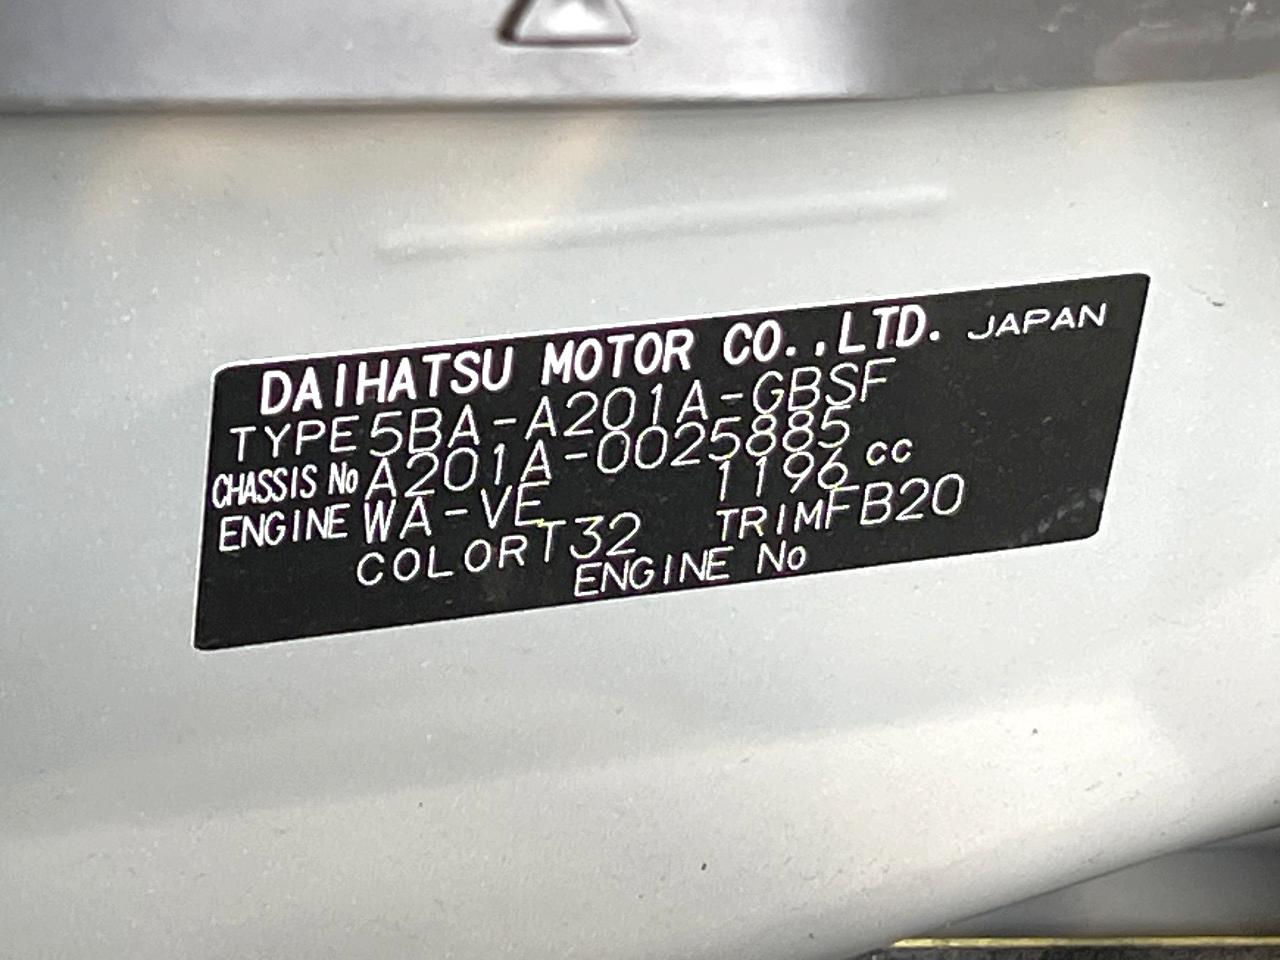 DAIHATSU MOTOR CO.,LTD. JAPAN
TYPE 5BA-A201A-GBSF
CHASSIS No A201A-0025885
ENGINE WA-VE 1196 cc
COLOR T32 TRIM FB20
ENGINE No